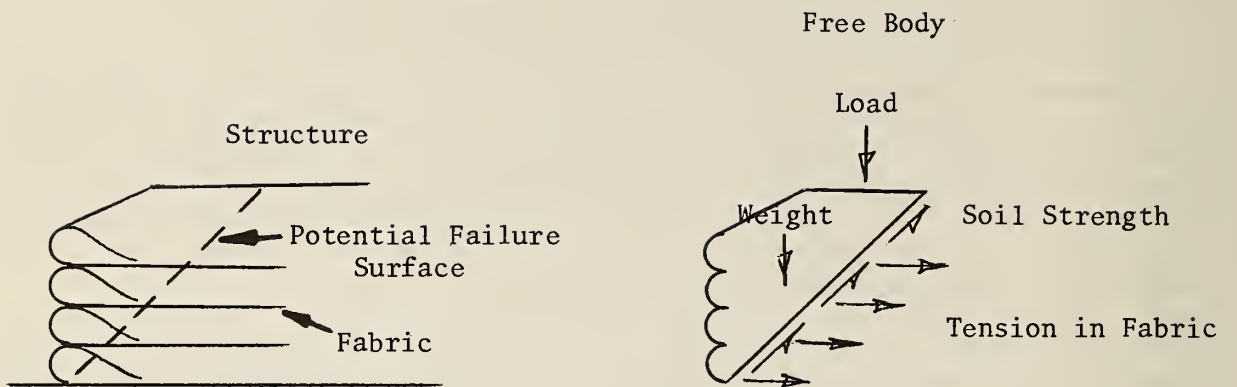 Free Body
Structure
Load
Potential Failure
Surface
Weight
Soil Strength
Fabric
Tension in Fabric